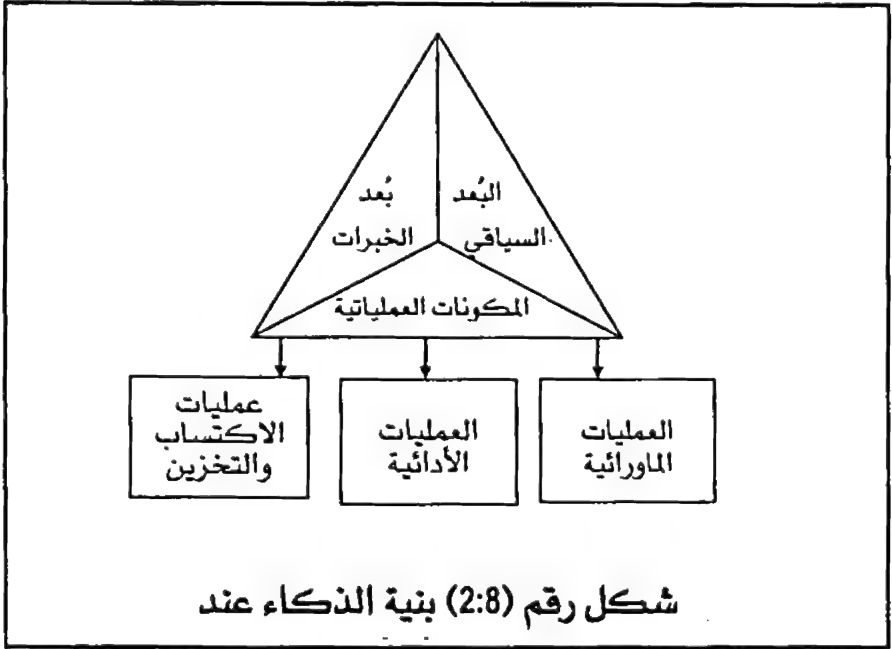 البُعد
السياقي
بُعد
الخبرات
المكونات العملياتية
العمليات
الماورائية
العمليات
الأدائية
عمليات
الاكتساب
والتخزين
شكل رقم (2:8) بنية الذكاء عند